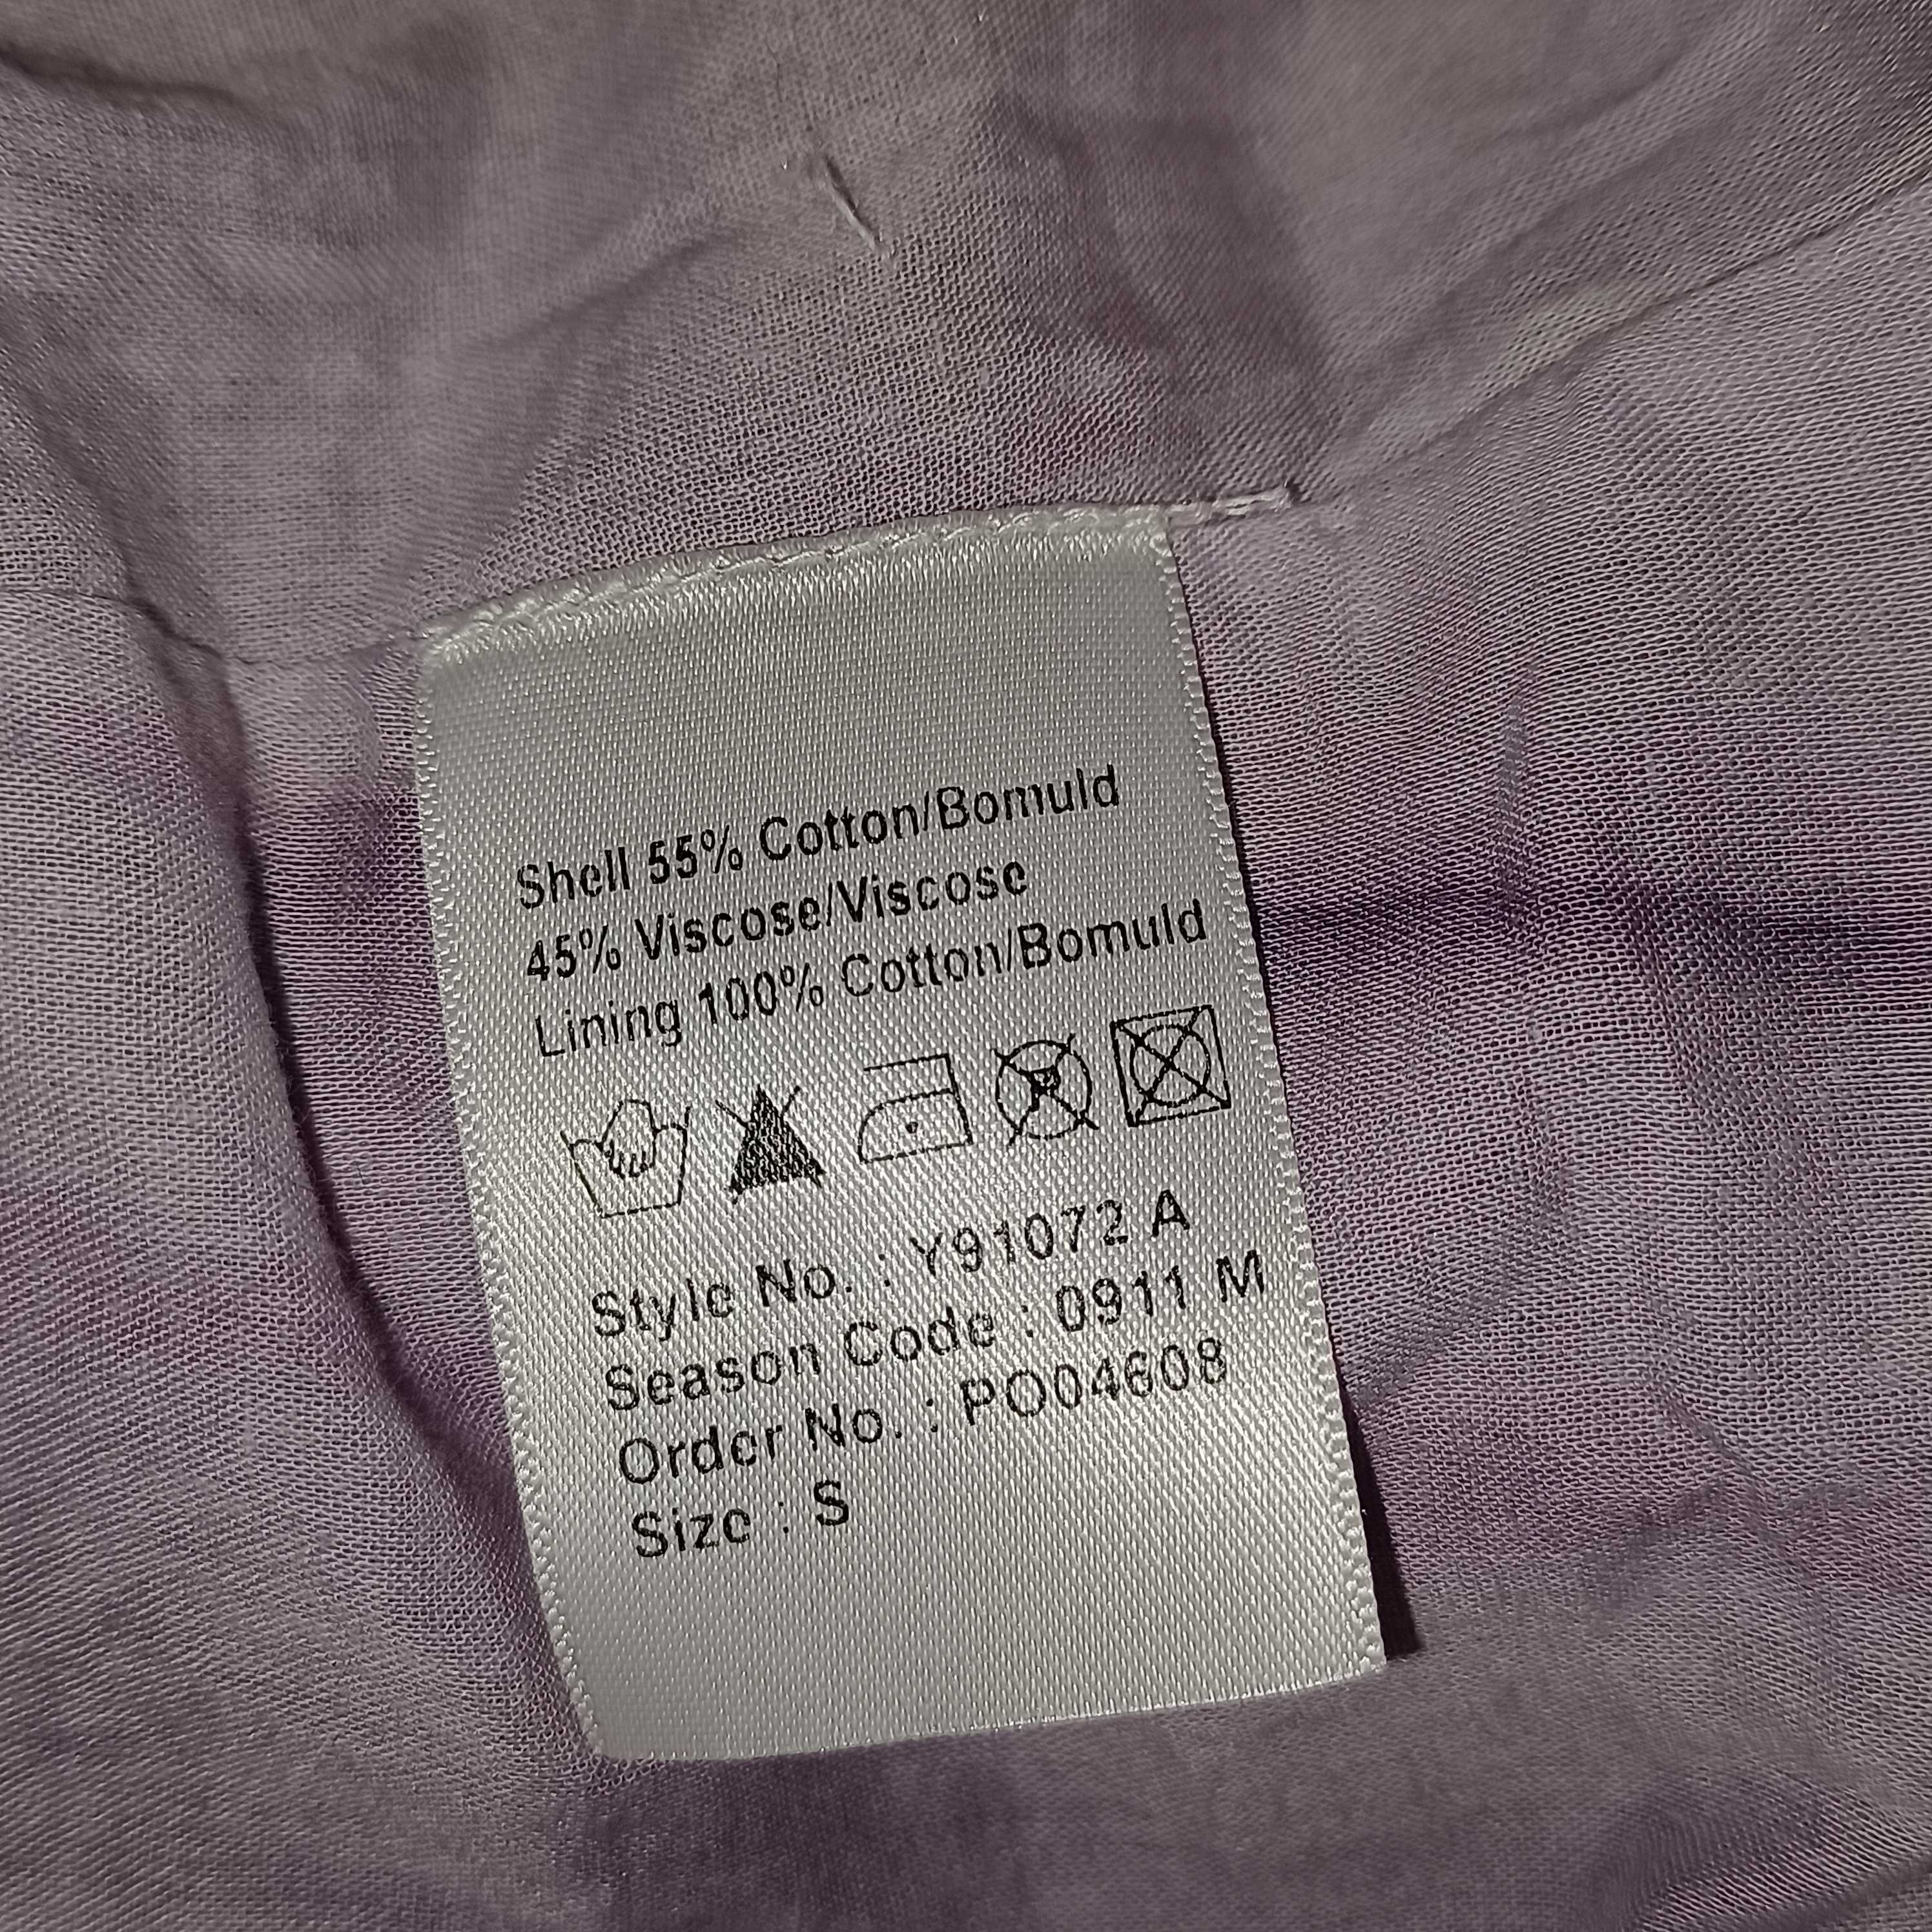 Shell 55% Cotton/Bomuld
45% Viscose/Viscose
Lining 100% Cotton/Bomuld
Style No. : Y91072 A
Season Code : 0911 M
Order No. : PO04608
Size : S